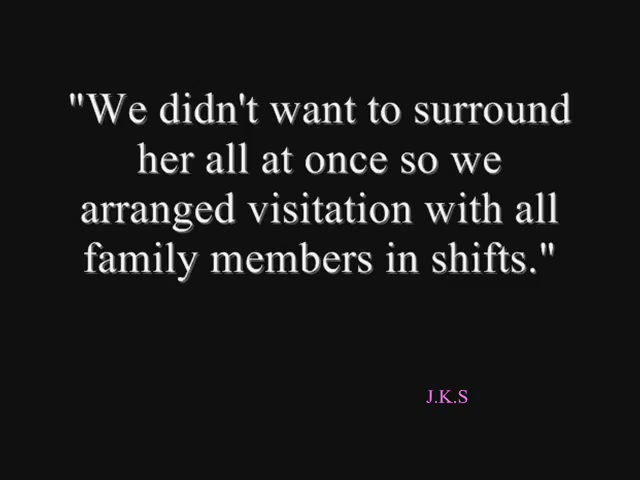 "We didn't want to surround
her all at once so we
arranged visitation with all
family members in shifts."
J.K.S